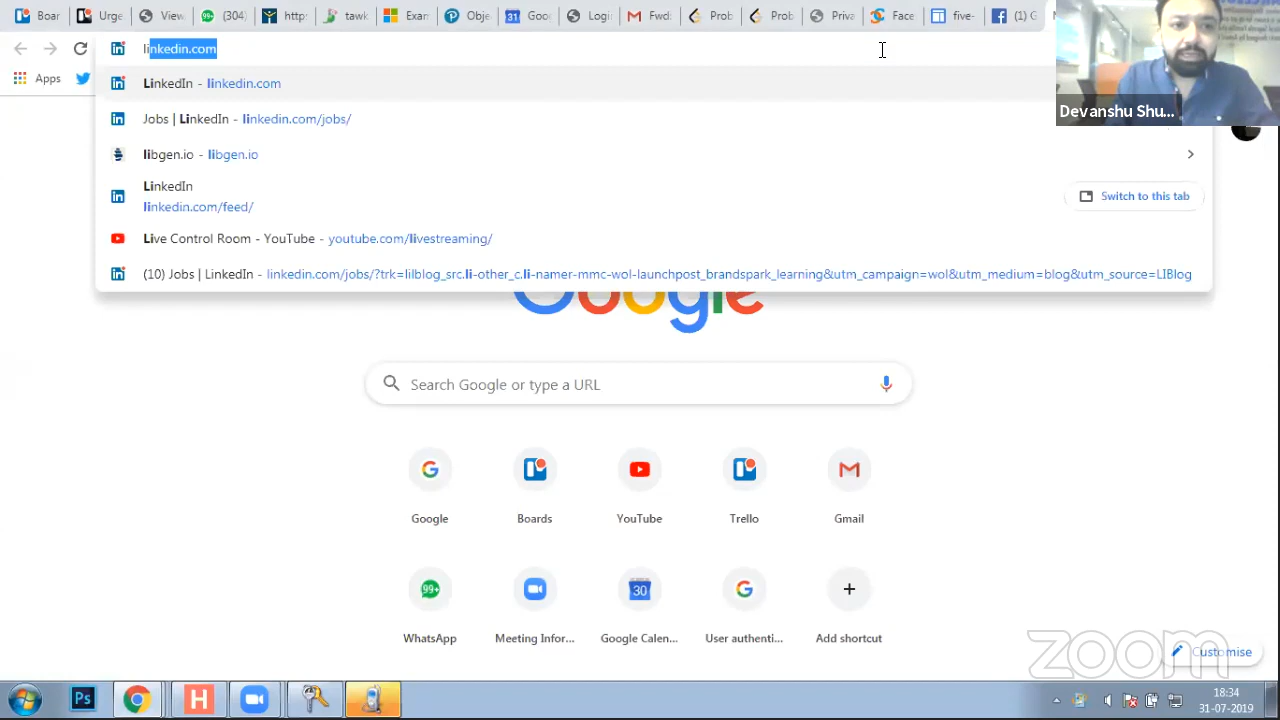 Boar
Urge
View
(304)
http
tawk
Exam
Obje
Goo
Logi
Fwd:
Prob
Prob
Priva
Face
five-
(1) G
linkedin.com
Apps
LinkedIn - linkedin.com
Jobs | LinkedIn - linkedin.com/jobs/
libgen.io - libgen.io
LinkedIn
linkedin.com/feed/
Switch to this tab
Live Control Room - YouTube - youtube.com/livestreaming/
(10) Jobs | LinkedIn - linkedin.com/jobs/?trk=lilblog_src.li-other_c.li-namer-mmc-wol-launchpost_brandspark_learning&utm_campaign=wol&utm_medium=blog&utm_source=LIBlog
Devanshu Shu...
Google
Search Google or type a URL
Google
Boards
YouTube
Trello
Gmail
99+
30
WhatsApp
Meeting Infor...
Google Calen...
User authenti...
Add shortcut
zoom
Customise
Ps
H
18:34
31-07-2019